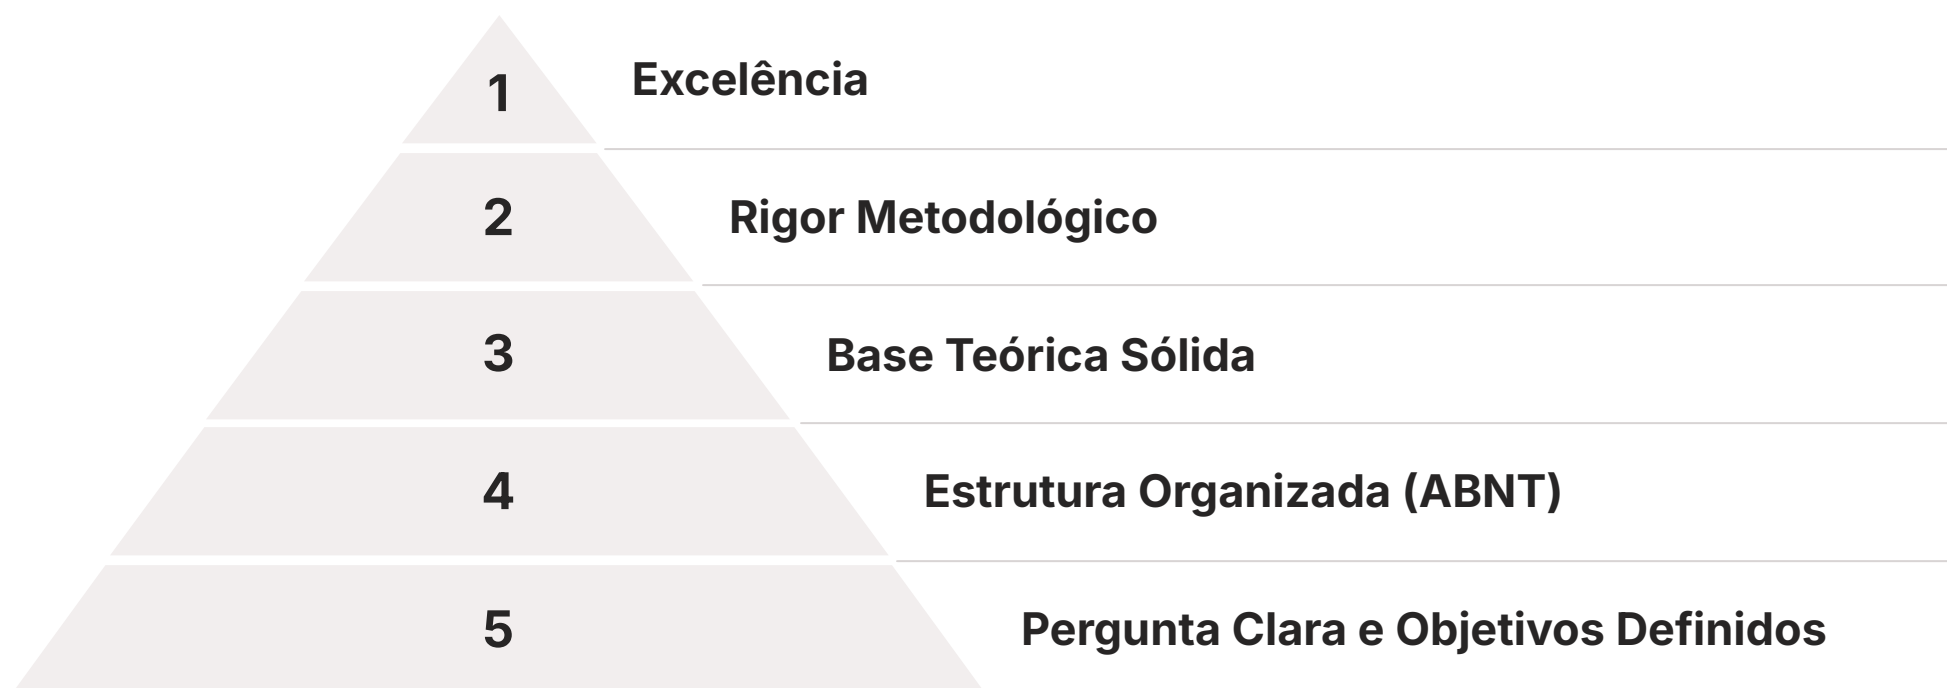 1 Excelência
2 Rigor Metodológico
3 Base Teórica Sólida
4 Estrutura Organizada (ABNT)
5 Pergunta Clara e Objetivos Definidos